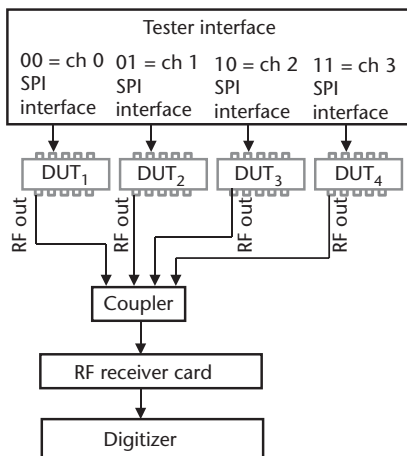 Tester interface
00 = ch 0 01 = ch 1 10 = ch 2 11 = ch 3
SPI SPI SPI SPI
interface interface interface interface
DUT1 DUT2 DUT3 DUT4
RF out RF out RF out RF out
Coupler
RF receiver card
Digitizer